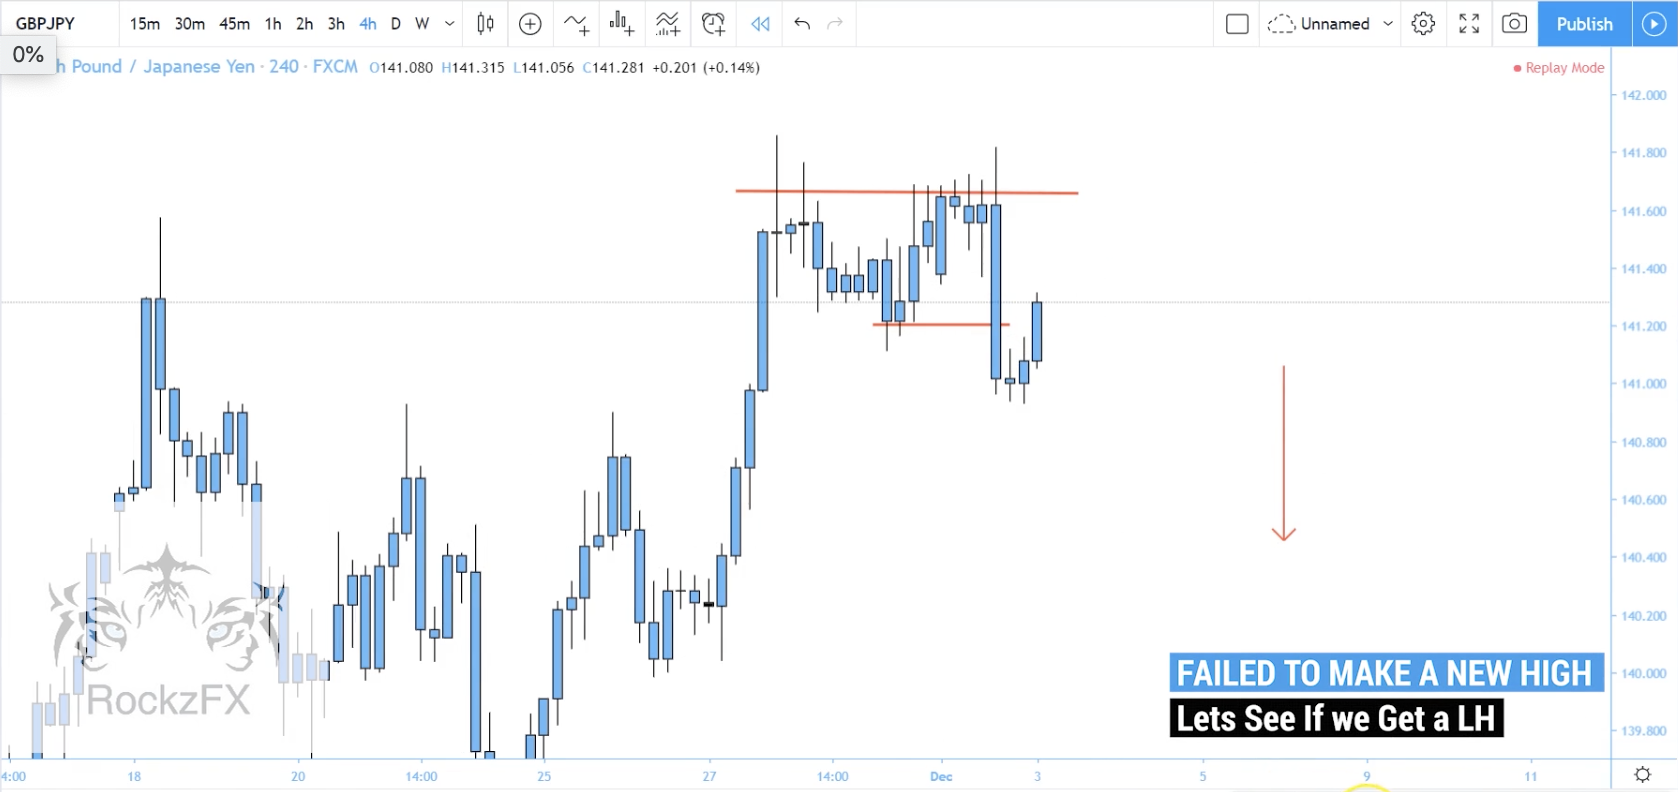 GBPJPY 15m 30m 45m 1h 2h 3h 4h D W Unnamed Publish
0%
h Pound / Japanese Yen · 240 · FXCM O141.080 H141.315 L141.056 C141.281 +0.201 (+0.14%)
Replay Mode
142.000
141.800
141.600
141.400
141.200
141.000
140.800
140.600
140.400
140.200
140.000
139.800
RockzFX
FAILED TO MAKE A NEW HIGH
Lets See If we Get a LH
4:00 18 20 14:00 25 27 14:00 Dec 3 5 9 11